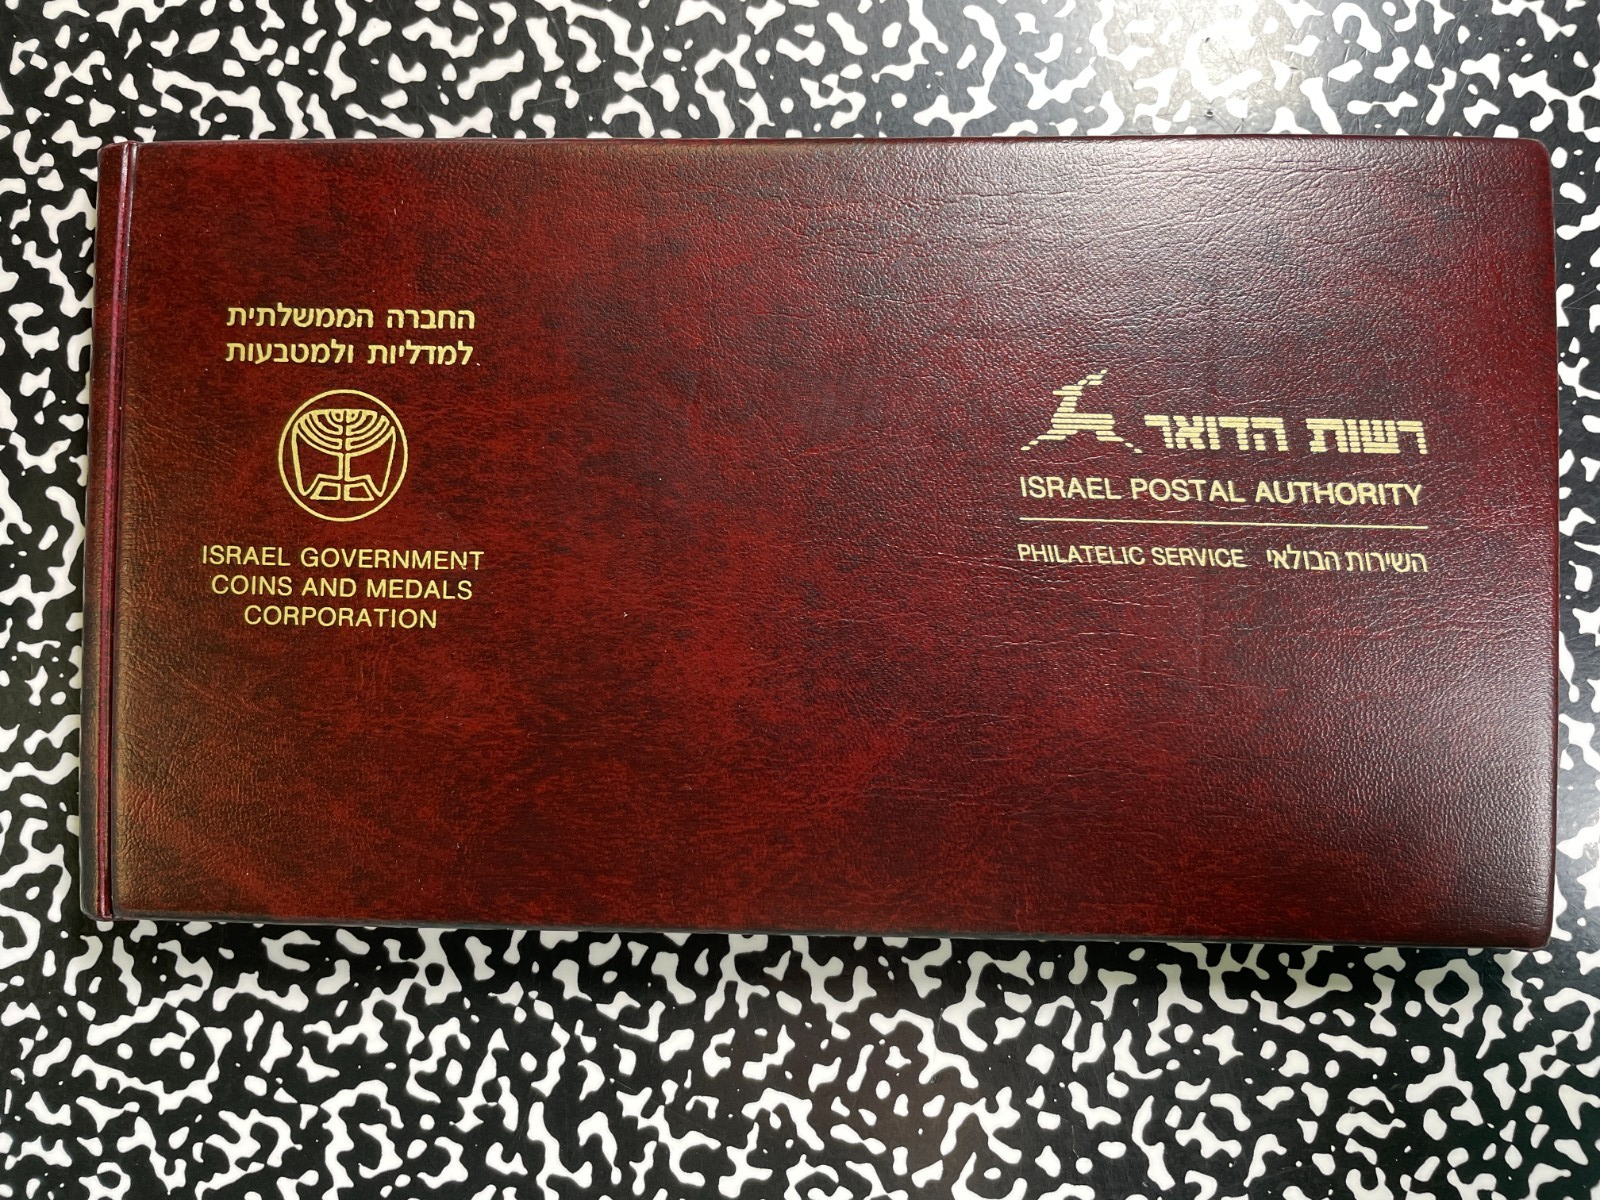 החברה הממשלתית
למדליות ולמטבעות
ISRAEL GOVERNMENT
COINS AND MEDALS
CORPORATION
רשות הדואר
ISRAEL POSTAL AUTHORITY
PHILATELIC SERVICE השירות הבולאי